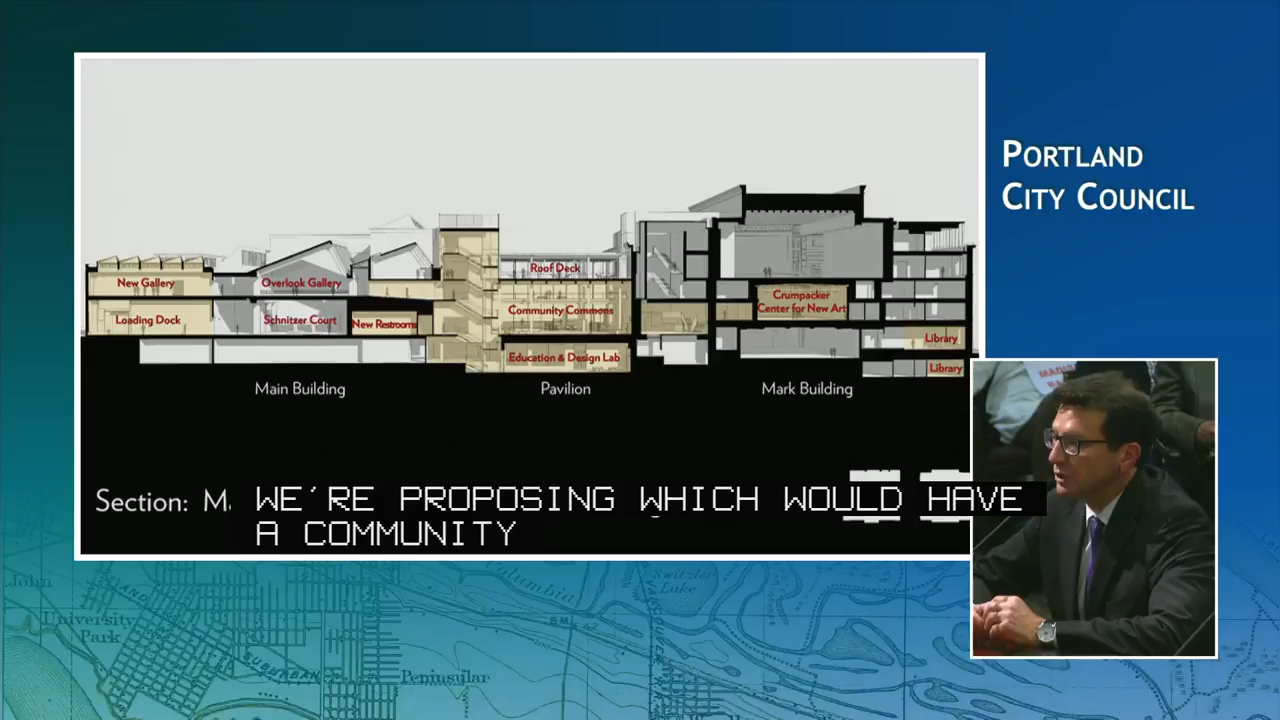 PORTLAND
CITY COUNCIL
Roof Deck
New Gallery
Overlook Gallery
Community Commons
Crumpacker
Center for New Art
Loading Dock
Schnitzer Court
New Restrooms
Library
Education & Design Lab
Library
Main Building
Pavilion
Mark Building
Section:
WE'RE PROPOSING WHICH WOULD HAVE
A COMMUNITY
John
University
Park
SUBURBAN
Columbia
Switzler
Lake
Peninsular